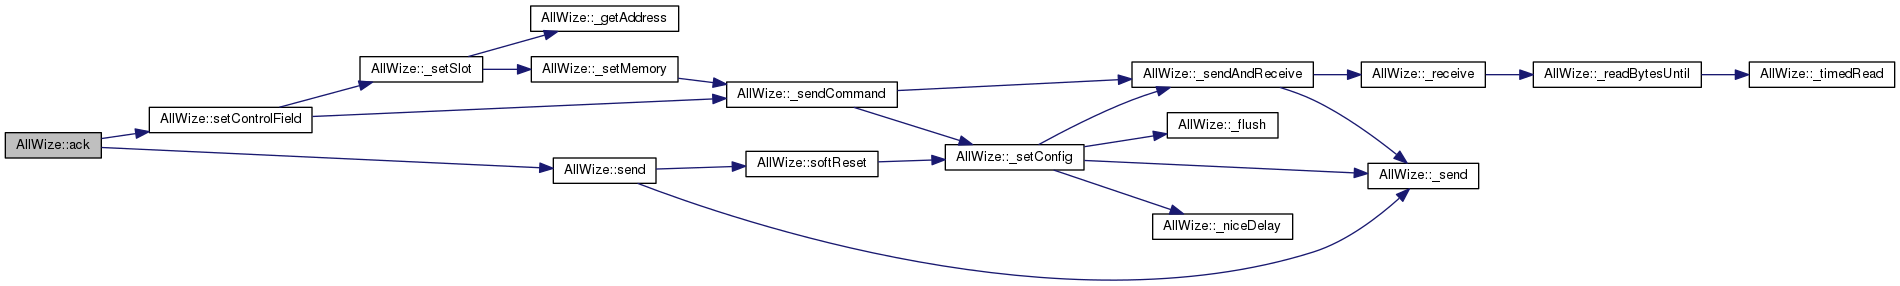 AllWize::_getAddress
AllWize::_setSlot
AllWize::_setMemory
AllWize::_sendAndReceive
AllWize::_receive
AllWize::_readBytesUntil
AllWize::_timedRead
AllWize::_sendCommand
AllWize::setControlField
AllWize::_flush
AllWize::ack
AllWize::_setConfig
AllWize::softReset
AllWize::send
AllWize::_send
AllWize::_niceDelay